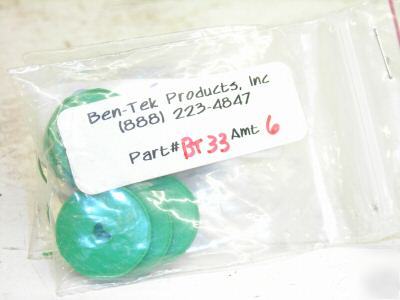 Ben-Tek Products, Inc
(888) 223-4847
Part# BT33 Amt 6